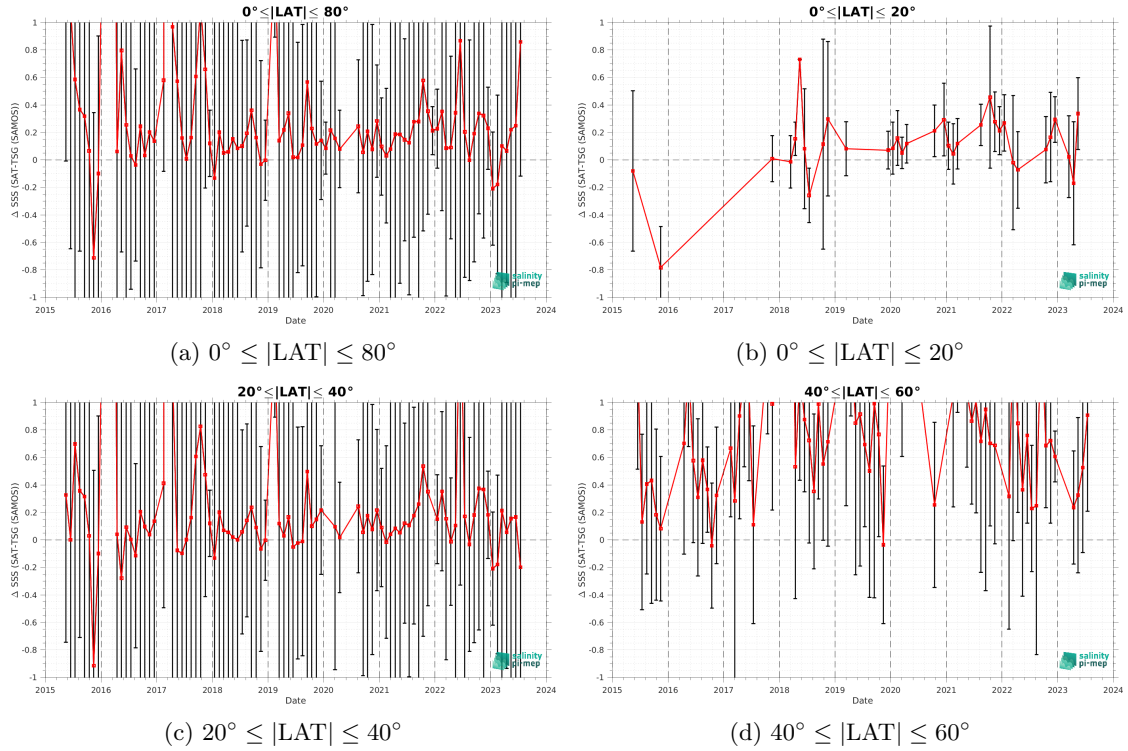 0°≤|LAT|≤ 80°
Δ SSS (SAT-TSG (SAMOS))
1
0.8
0.6
0.4
0.2
0
-0.2
-0.4
-0.6
-0.8
-1
2015 2016 2017 2018 2019 2020 2021 2022 2023 2024
Date
salinity
pi-mep
(a) 0° ≤ |LAT| ≤ 80°
0°≤|LAT|≤ 20°
Δ SSS (SAT-TSG (SAMOS))
1
0.8
0.6
0.4
0.2
0
-0.2
-0.4
-0.6
-0.8
-1
2015 2016 2017 2018 2019 2020 2021 2022 2023 2024
Date
salinity
pi-mep
(b) 0° ≤ |LAT| ≤ 20°
20°≤|LAT|≤ 40°
Δ SSS (SAT-TSG (SAMOS))
1
0.8
0.6
0.4
0.2
0
-0.2
-0.4
-0.6
-0.8
-1
2015 2016 2017 2018 2019 2020 2021 2022 2023 2024
Date
salinity
pi-mep
(c) 20° ≤ |LAT| ≤ 40°
40°≤|LAT|≤ 60°
Δ SSS (SAT-TSG (SAMOS))
1
0.8
0.6
0.4
0.2
0
-0.2
-0.4
-0.6
-0.8
-1
2015 2016 2017 2018 2019 2020 2021 2022 2023 2024
Date
salinity
pi-mep
(d) 40° ≤ |LAT| ≤ 60°